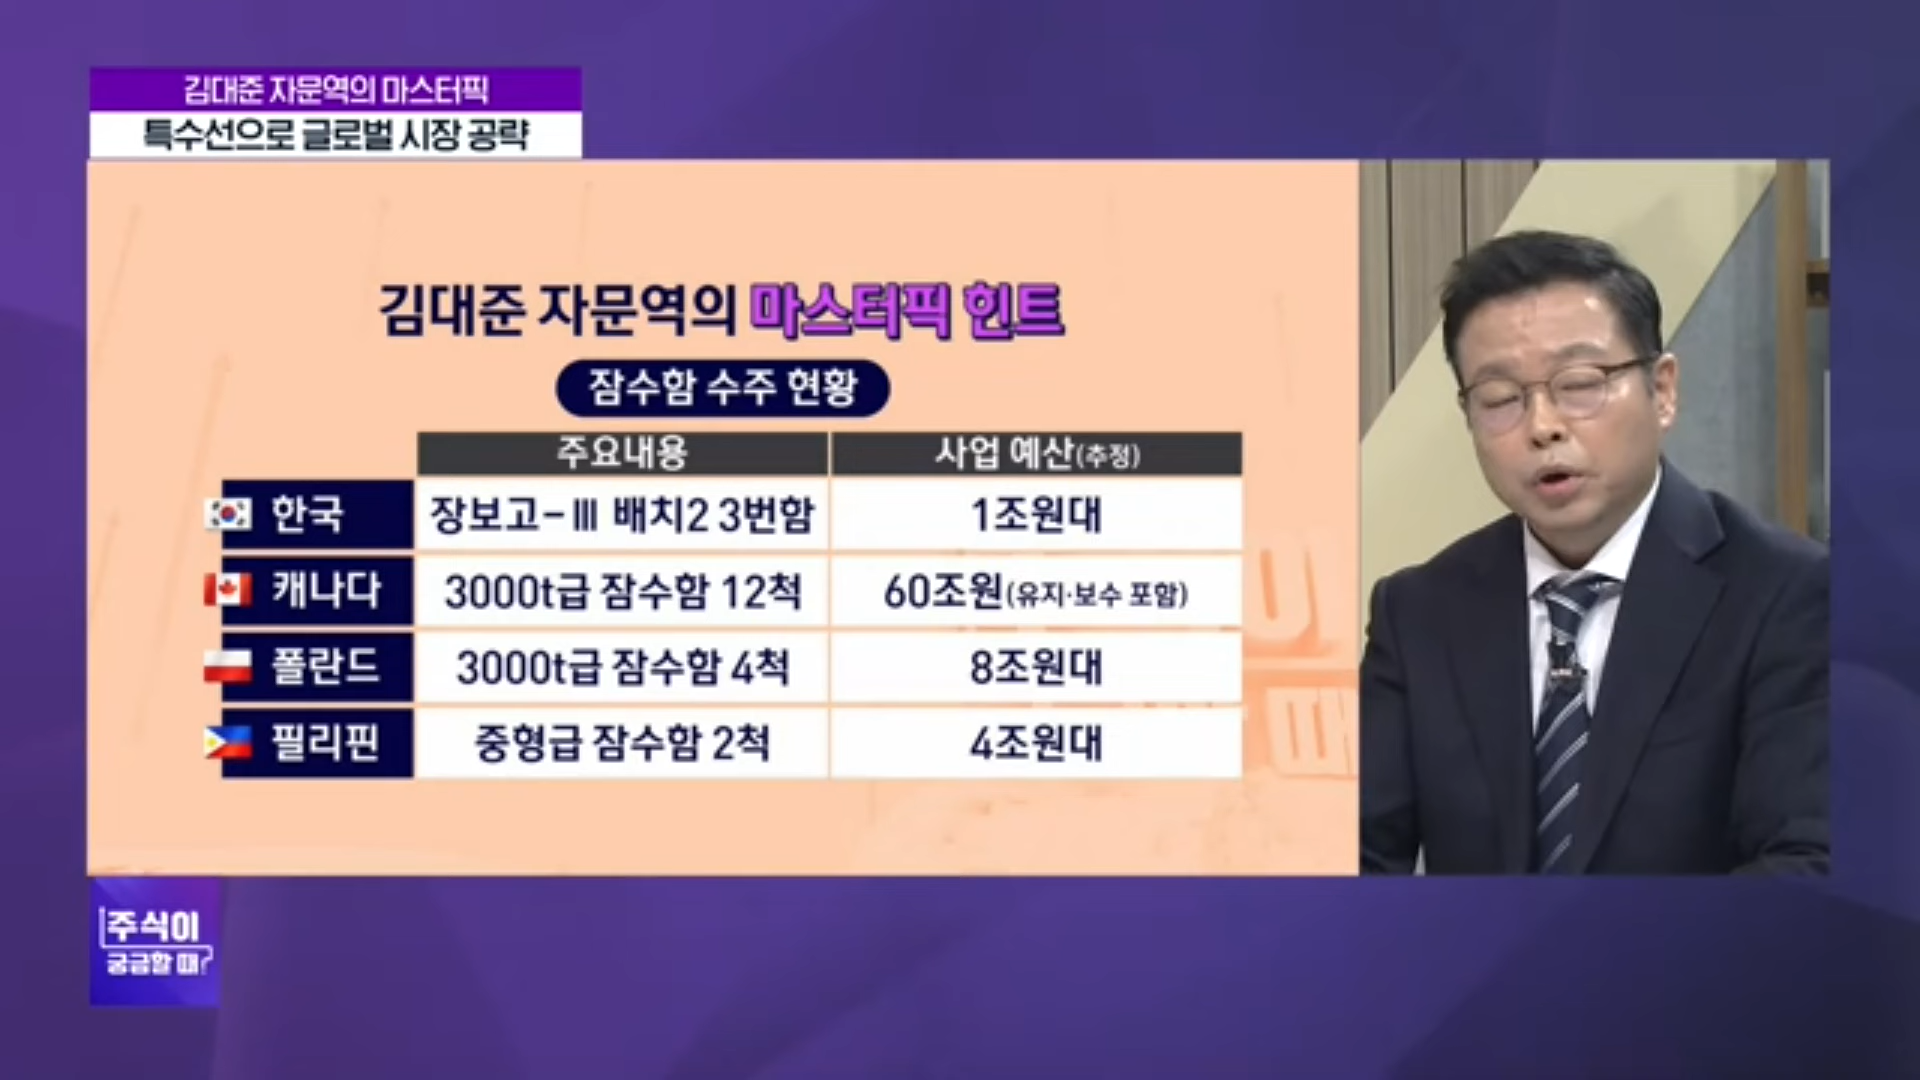 김대준 자문역의 마스터픽
특수선으로 글로벌 시장 공략
김대준 자문역의 마스터픽 힌트
잠수함 수주 현황
주요내용 사업 예산(추정)
한국 장보고-Ⅲ 배치2 3번함 1조원대
캐나다 3000t급 잠수함 12척 60조원(유지·보수 포함)
폴란드 3000t급 잠수함 4척 8조원대
필리핀 중형급 잠수함 2척 4조원대
주식이
궁금할 때?